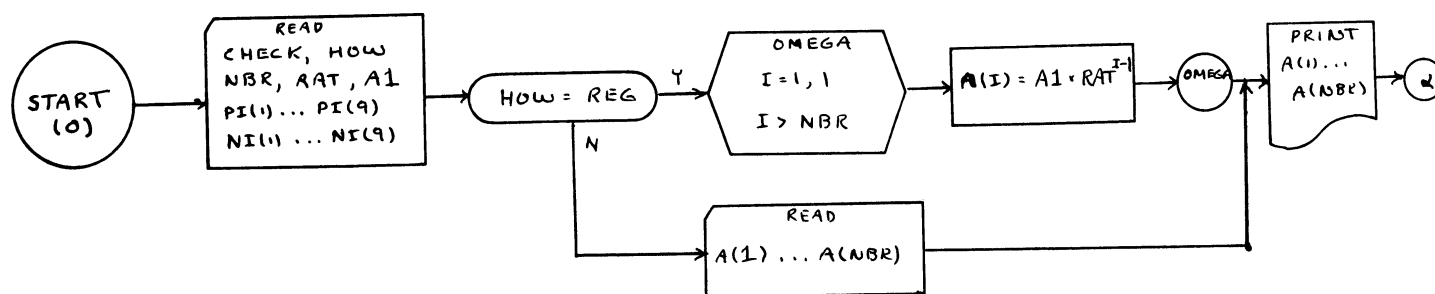 START
(0)
READ
CHECK, HOW
NBR, RAT, A1
PI(1)... PI(9)
NI(1) ... NI(9)
HOW = REG
Y
N
OMEGA
I = 1, 1
I > NBR
A(I) = A1 * RAT^I-1
OMEGA
PRINT
A(1)...
A(NBR)
α
READ
A(1) ... A(NBR)